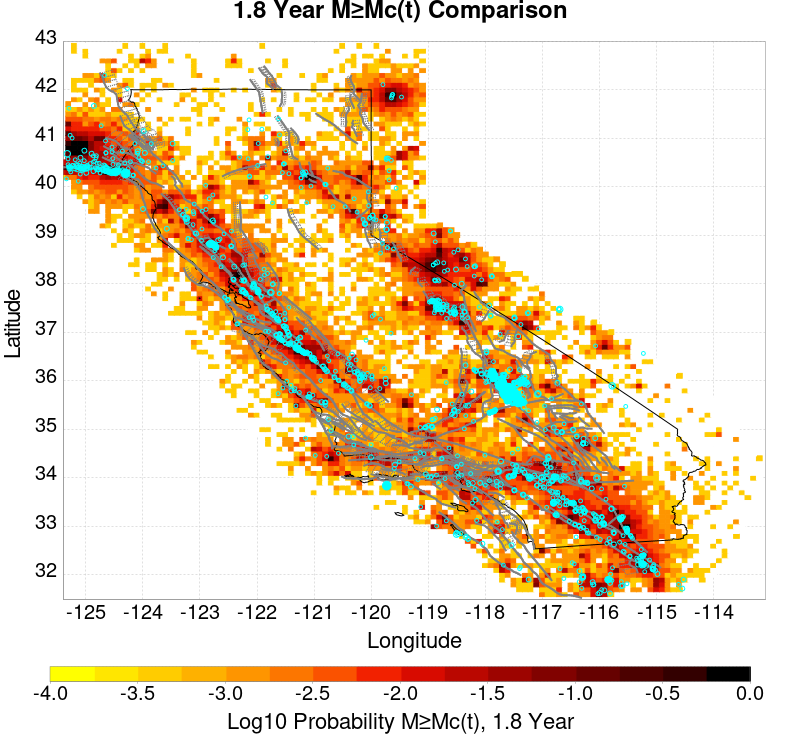 1.8 Year M≥Mc(t) Comparison
43
42
41
40
39
38
37
36
35
34
33
32
Latitude
-125 -124 -123 -122 -121 -120 -119 -118 -117 -116 -115 -114
Longitude
-4.0 -3.5 -3.0 -2.5 -2.0 -1.5 -1.0 -0.5 0.0
Log10 Probability M≥Mc(t), 1.8 Year